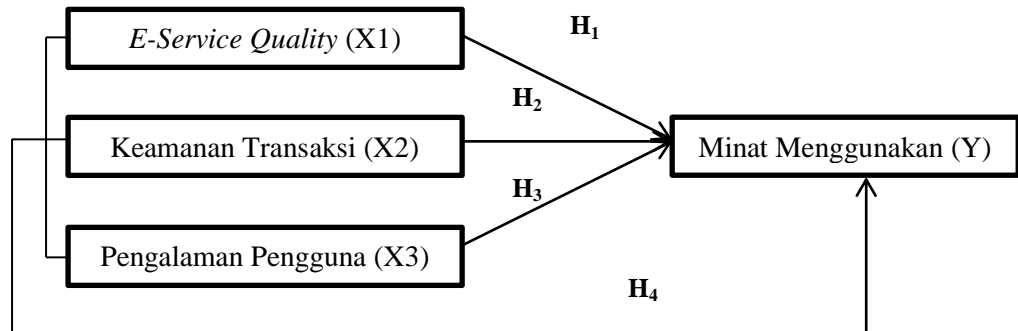 E-Service Quality (X1)
H₁
H₂
Keamanan Transaksi (X2)
Minat Menggunakan (Y)
H₃
Pengalaman Pengguna (X3)
H₄